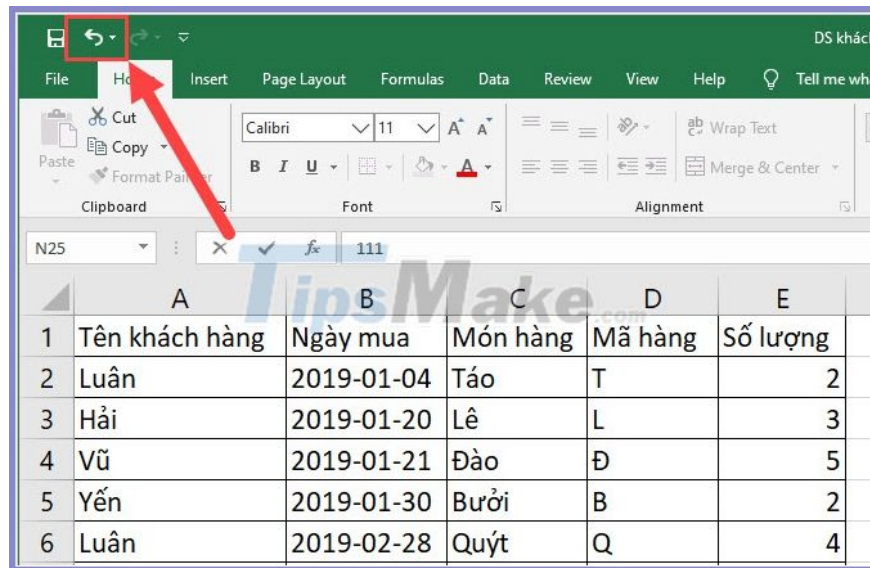 DS khách
File Home Insert Page Layout Formulas Data Review View Help Tell me wha
Cut
Calibri 11 A A ab Wrap Text
Copy
Paste
B I U A Merge & Center
Format Painter
Clipboard Font Alignment
N25 fx 111
TipsMake.com
A B C D E
1 Tên khách hàng Ngày mua Món hàng Mã hàng Số lượng
2 Luân 2019-01-04 Táo T 2
3 Hải 2019-01-20 Lê L 3
4 Vũ 2019-01-21 Đào Đ 5
5 Yến 2019-01-30 Bưởi B 2
6 Luân 2019-02-28 Quýt Q 4